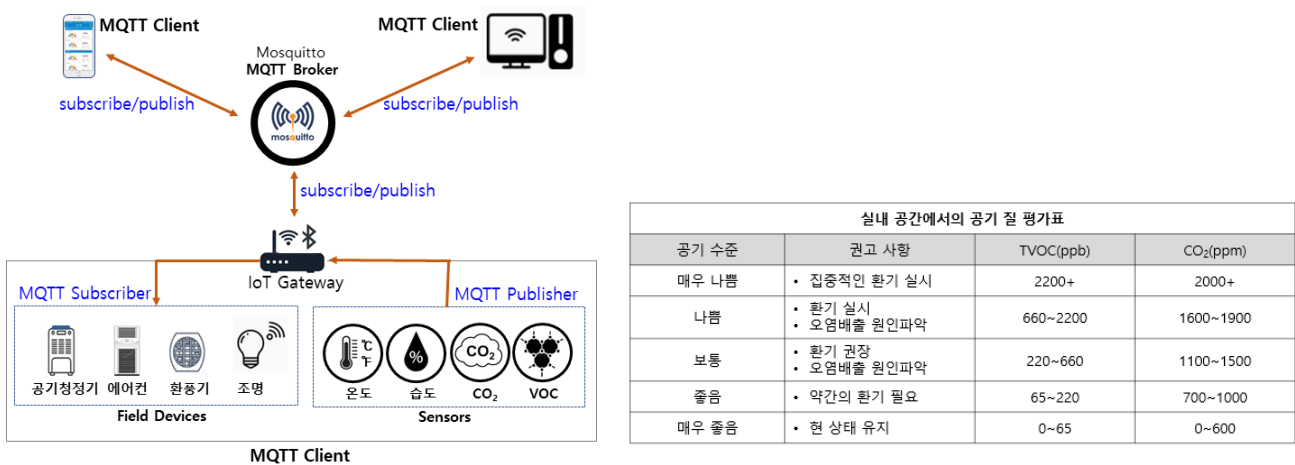 MQTT Client
MQTT Client
Mosquitto
MQTT Broker
subscribe/publish
subscribe/publish
mosquitto
subscribe/publish
IoT Gateway
MQTT Subscriber
MQTT Publisher
℃
℉
%
CO₂
공기청정기 에어컨 환풍기 조명
온도 습도 CO₂ VOC
Field Devices
Sensors
MQTT Client
실내 공간에서의 공기 질 평가표
공기 수준 권고 사항 TVOC(ppb) CO₂(ppm)
매우 나쁨 • 집중적인 환기 실시 2200+ 2000+
나쁨 • 환기 실시 660~2200 1600~1900
• 오염배출 원인파악
보통 • 환기 권장 220~660 1100~1500
• 오염배출 원인파악
좋음 • 약간의 환기 필요 65~220 700~1000
매우 좋음 • 현 상태 유지 0~65 0~600